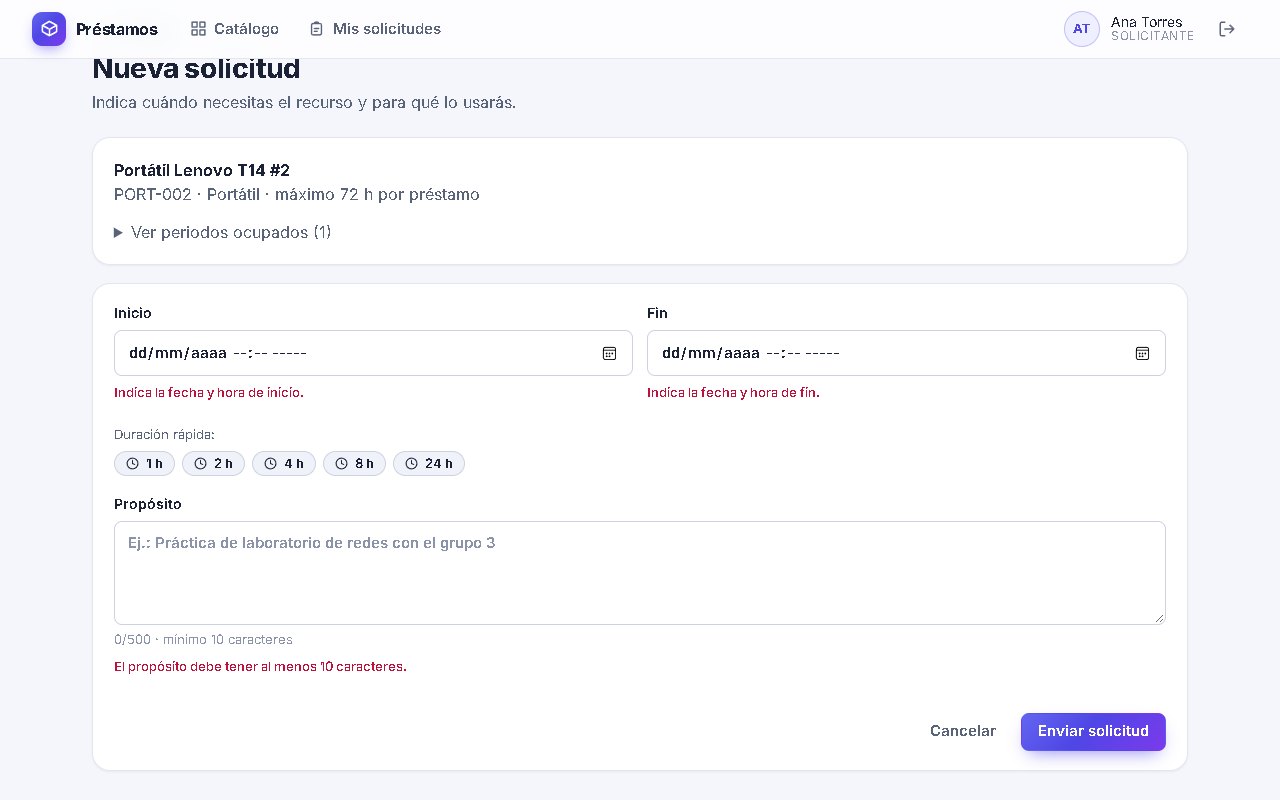 Préstamos
Catálogo
Mis solicitudes
AT
Ana Torres
SOLICITANTE
Nueva solicitud
Indica cuándo necesitas el recurso y para qué lo usarás.
Portátil Lenovo T14 #2
PORT-002 · Portátil · máximo 72 h por préstamo
Ver periodos ocupados (1)
Inicio
Fin
dd/mm/aaaa --:-- -----
dd/mm/aaaa --:-- -----
Indica la fecha y hora de inicio.
Indica la fecha y hora de fin.
Duración rápida:
1 h
2 h
4 h
8 h
24 h
Propósito
Ej.: Práctica de laboratorio de redes con el grupo 3
0/500 · mínimo 10 caracteres
El propósito debe tener al menos 10 caracteres.
Cancelar
Enviar solicitud